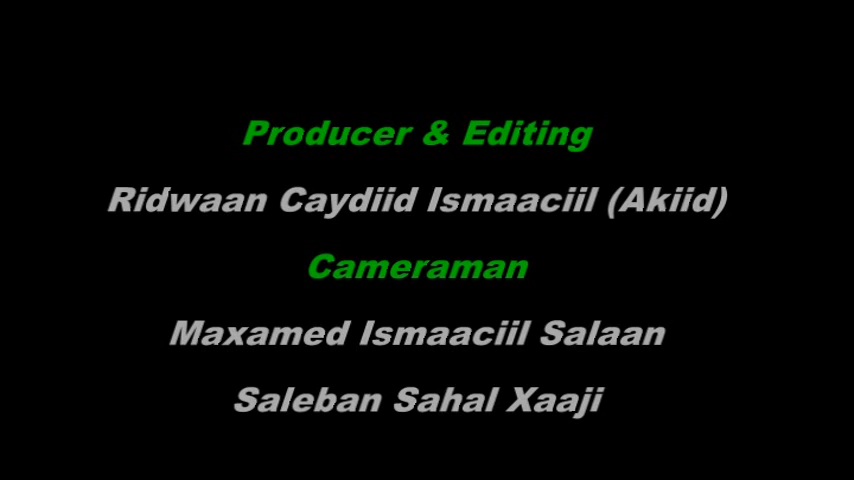 Producer & Editing
Ridwaan Caydiid Ismaaciil (Akiid)
Cameraman
Maxamed Ismaaciil Salaan
Saleban Sahal Xaaji